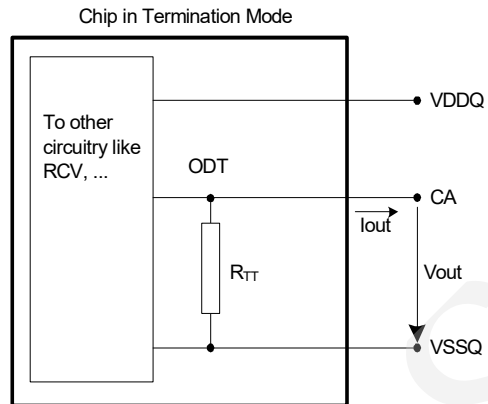 Chip in Termination Mode
VDDQ
To other
circuitry like
RCV, ...
ODT
CA
Iout
RTT
Vout
VSSQ